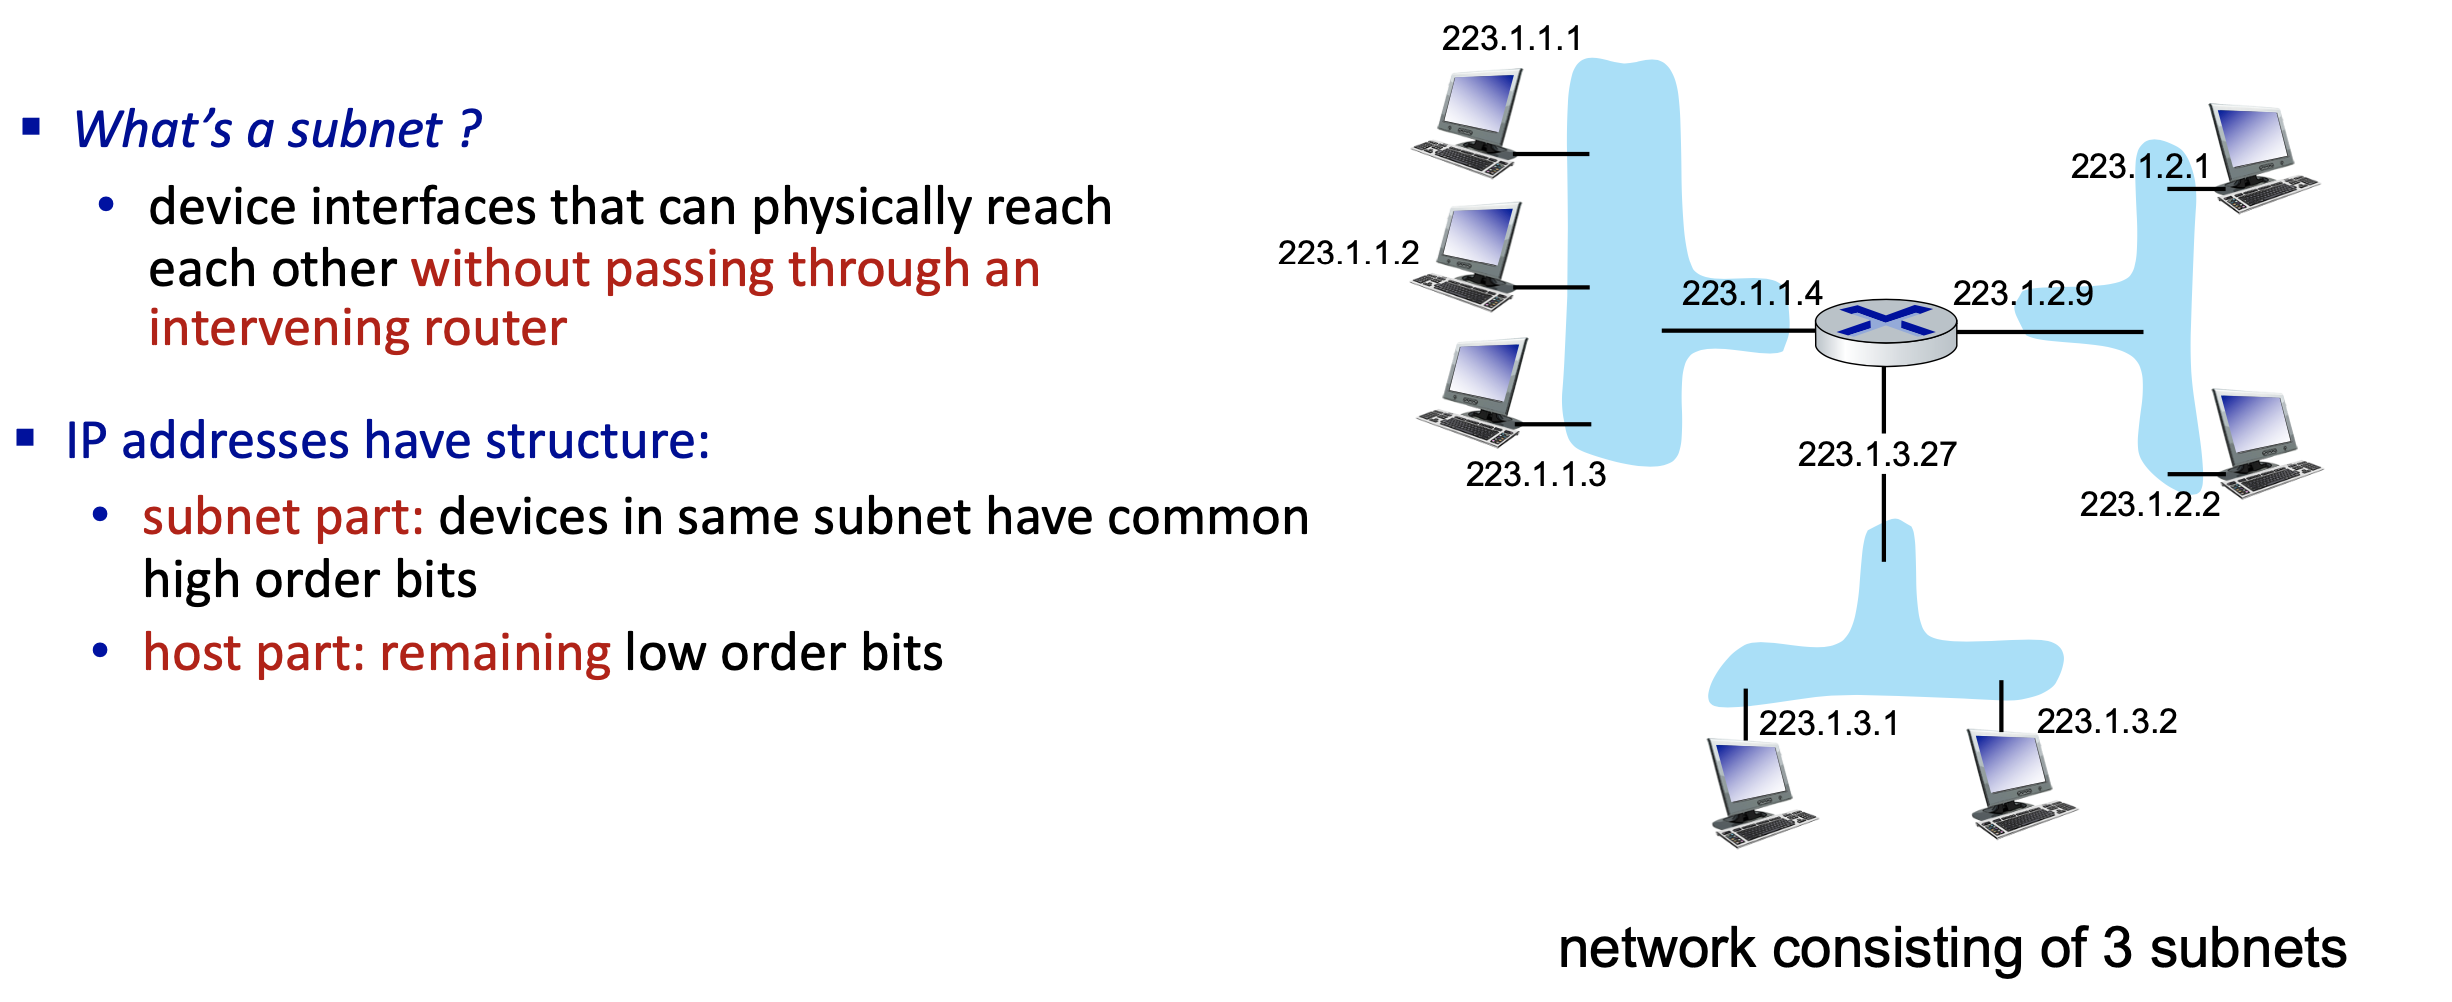 ▪ What’s a subnet ?
• device interfaces that can physically reach
each other without passing through an
intervening router
▪ IP addresses have structure:
• subnet part: devices in same subnet have common
high order bits
• host part: remaining low order bits
223.1.1.1
223.1.1.2
223.1.1.3
223.1.1.4
223.1.2.9
223.1.2.1
223.1.2.2
223.1.3.27
223.1.3.1
223.1.3.2
network consisting of 3 subnets